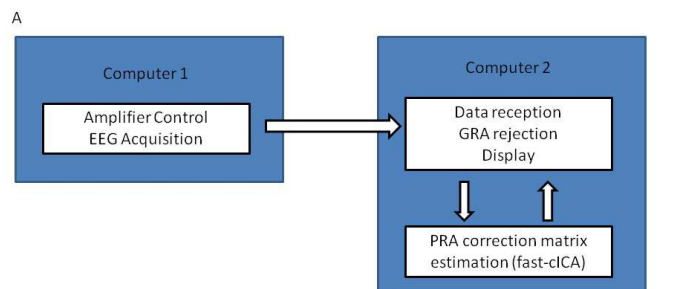 A
Computer 1
Amplifier Control
EEG Acquisition
Computer 2
Data reception
GRA rejection
Display
PRA correction matrix
estimation (fast-cICA)